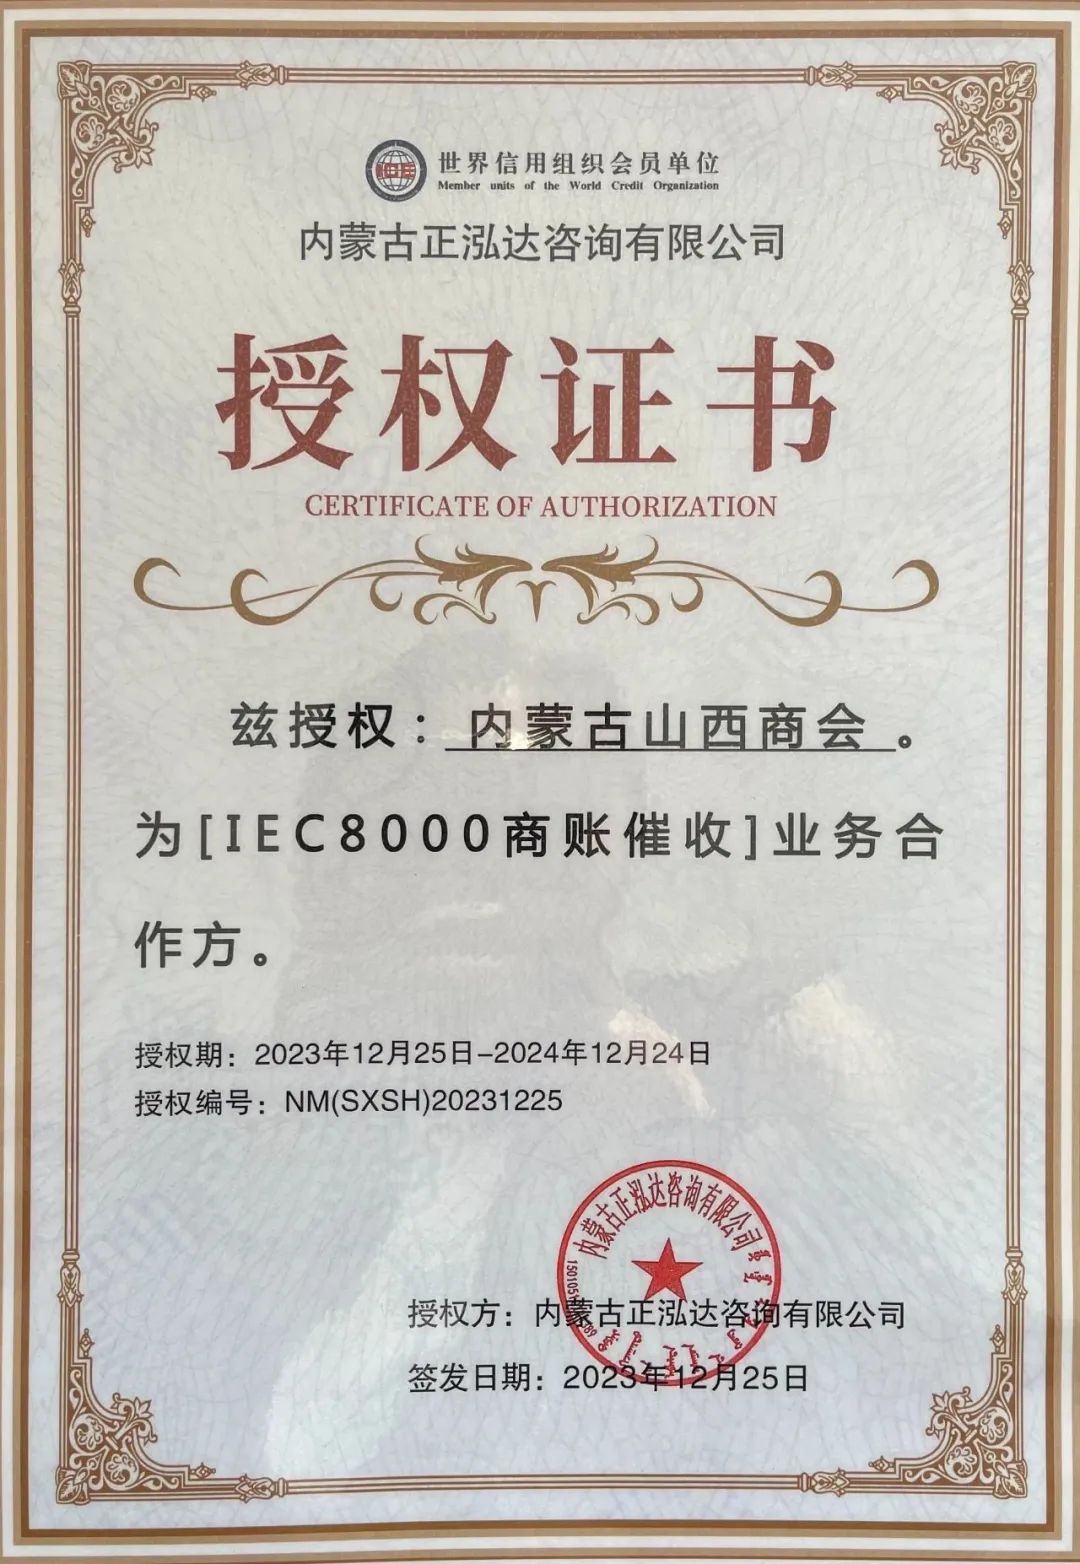 世界信用组织会员单位
Member units of the World Credit Organization
内蒙古正泓达咨询有限公司
授权证书
CERTIFICATE OF AUTHORIZATION
兹授权：内蒙古山西商会。
为[IEC8000商账催收]业务合
作方。
授权期：2023年12月25日-2024年12月24日
授权编号：NM(SXSH)20231225
内蒙古正泓达咨询有限公司
授权方：内蒙古正泓达咨询有限公司
签发日期：2023年12月25日